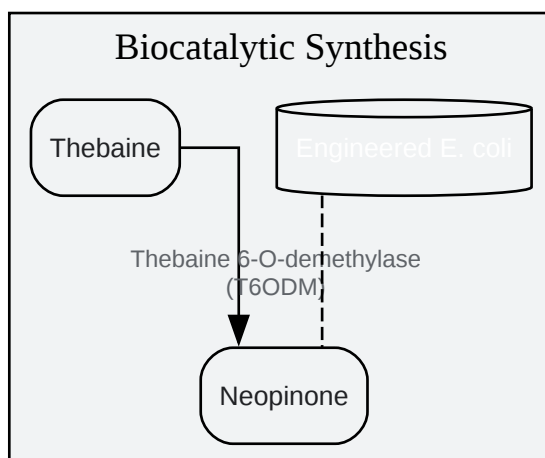 Biocatalytic Synthesis
Thebaine
Engineered E. coli
Thebaine 6-O-demethylase
(T6ODM)
Neopinone